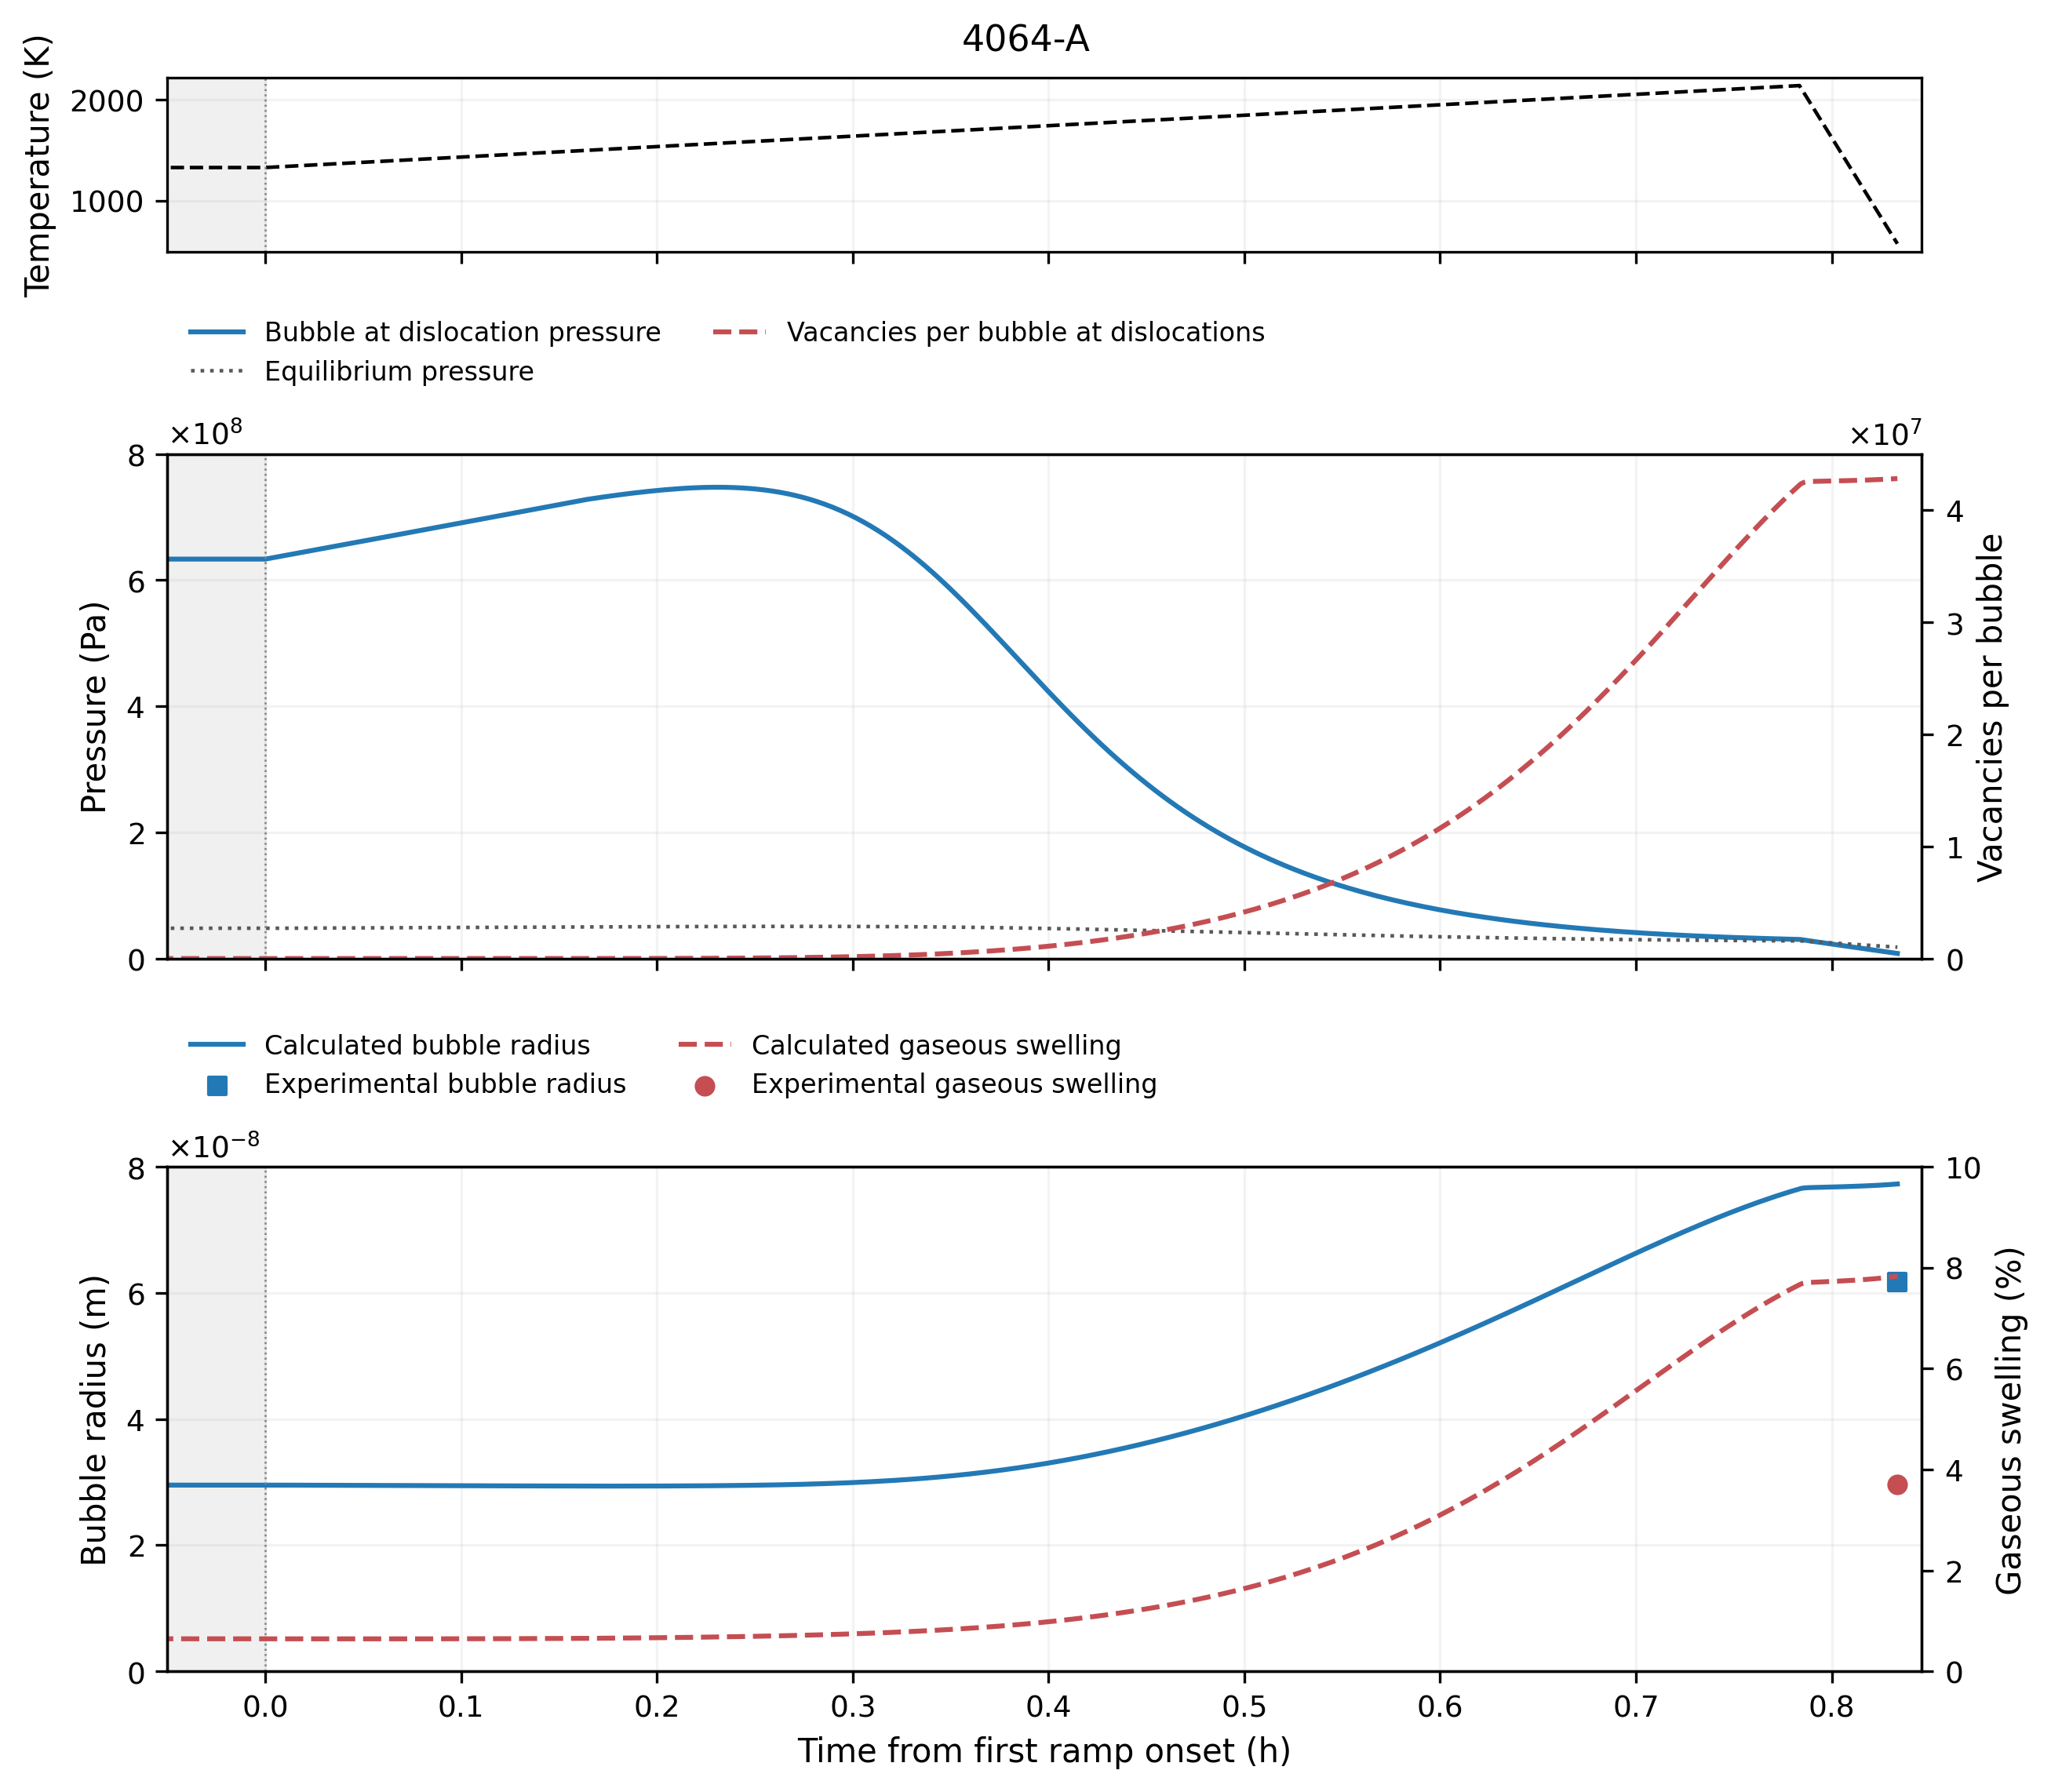 4064-A
Temperature (K)
2000
1000
Bubble at dislocation pressure
Vacancies per bubble at dislocations
Equilibrium pressure
×10⁸
×10⁷
Pressure (Pa)
8
6
4
2
0
4
3
2
1
0
Vacancies per bubble
Calculated bubble radius
Calculated gaseous swelling
Experimental bubble radius
Experimental gaseous swelling
×10⁻⁸
Bubble radius (m)
8
6
4
2
0
10
8
6
4
2
0
Gaseous swelling (%)
0.0 0.1 0.2 0.3 0.4 0.5 0.6 0.7 0.8
Time from first ramp onset (h)